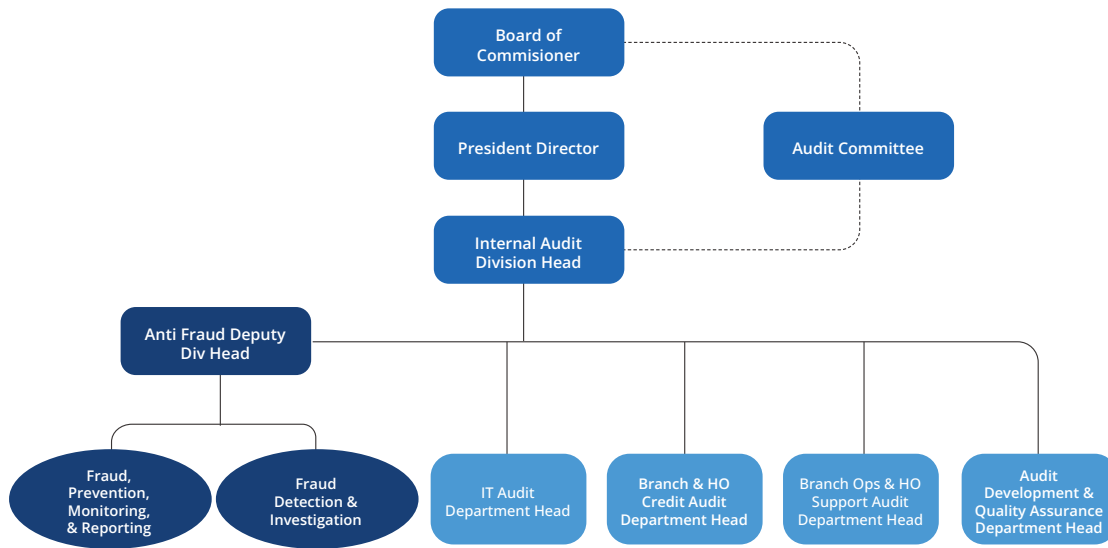 Board of
Commisioner
President Director
Audit Committee
Internal Audit
Division Head
Anti Fraud Deputy
Div Head
Fraud,
Prevention,
Monitoring,
& Reporting
Fraud
Detection &
Investigation
IT Audit
Department Head
Branch & HO
Credit Audit
Department Head
Branch Ops & HO
Support Audit
Department Head
Audit
Development &
Quality Assurance
Department Head